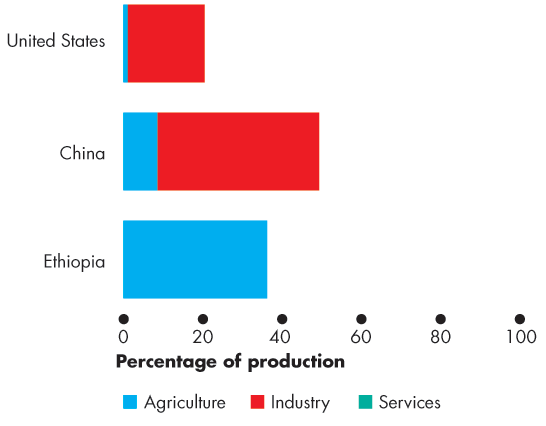 United States
China
Ethiopia
0 20 40 60 80 100
Percentage of production
Agriculture Industry Services